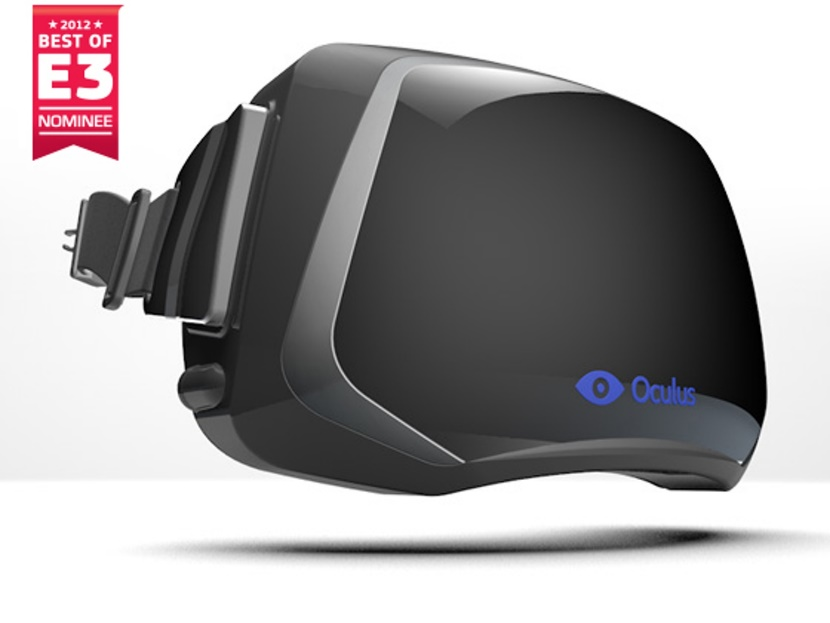 ★ 2012 ★
BEST OF
E3
NOMINEE
Oculus